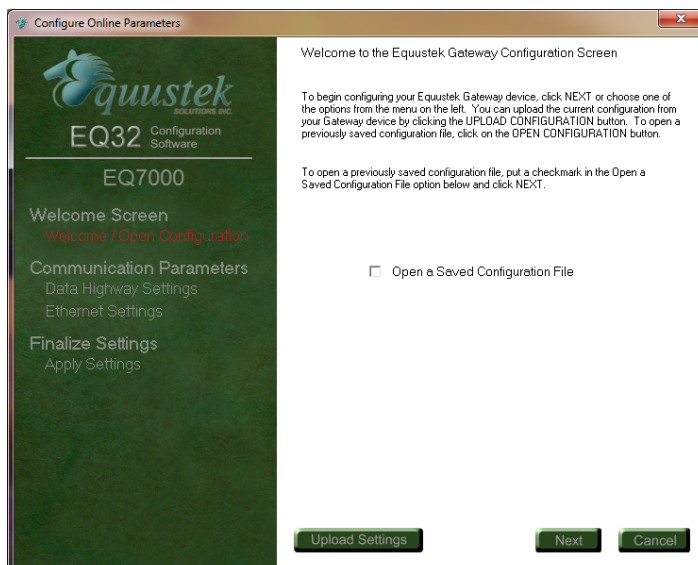 Configure Online Parameters
Equustek
SOLUTIONS INC.
EQ32 Configuration
Software
EQ7000
Welcome Screen
Welcome / Open Configuration
Communication Parameters
Data Highway Settings
Ethernet Settings
Finalize Settings
Apply Settings
Welcome to the Equustek Gateway Configuration Screen
To begin configuring your Equustek Gateway device, click NEXT or choose one of
the options from the menu on the left. You can upload the current configuration from
your Gateway device by clicking the UPLOAD CONFIGURATION button. To open a
previously saved configuration file, click on the OPEN CONFIGURATION button.
To open a previously saved configuration file, put a checkmark in the Open a
Saved Configuration File option below and click NEXT.
Open a Saved Configuration File
Upload Settings
Next
Cancel